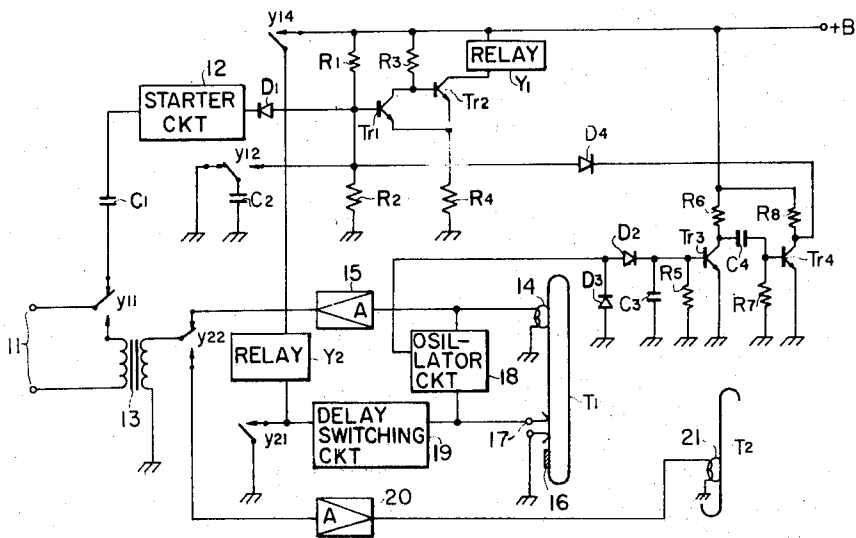 y14
+B
12
STARTER
CKT
D1
R1
R3
RELAY
Y1
Tr1
Tr2
y12
D4
C1
C2
R2
R4
R6
R8
Tr3
C4
Tr4
D2
D3
C3
R5
R7
y11
11
13
y22
15
A
14
RELAY
Y2
OSIL-
LATOR
CKT
18
T1
y21
DELAY
SWITCHING
CKT
19
17
16
20
A
21
T2